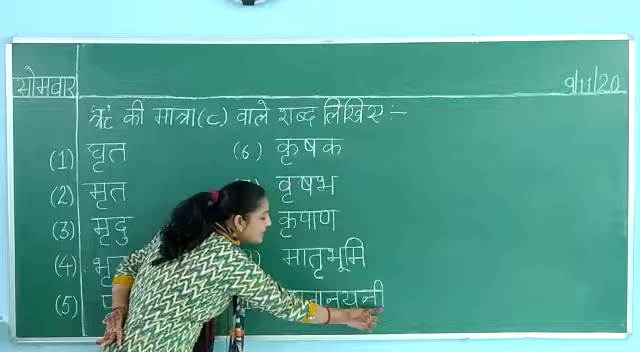 सोमवार
9/11/20
ऋ की मात्रा (ृ) वाले शब्द लिखिए :-
(1) घृत
(2) मृत
(3) मृदु
(4)
(5)
(6) कृषक
वृषभ
कृपाण
मातृभूमि